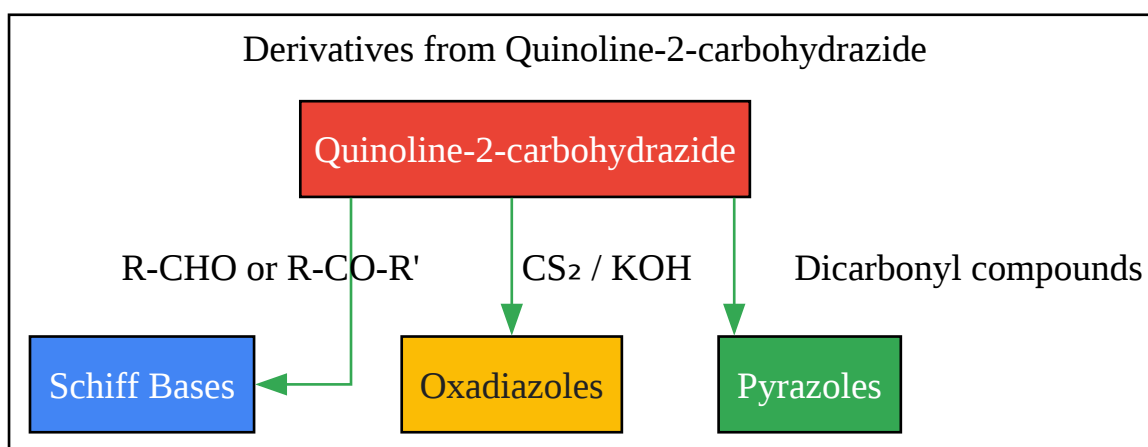 Derivatives from Quinoline-2-carbohydrazide
Quinoline-2-carbohydrazide
R-CHO or R-CO-R'
CS₂ / KOH
Dicarbonyl compounds
Schiff Bases
Oxadiazoles
Pyrazoles